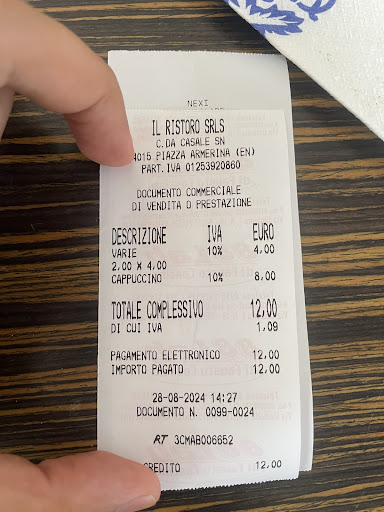 NEXI
IL RISTORO SRLS
C.DA CASALE SN
4015 PIAZZA ARMERINA (EN)
PART.IVA 01253920860
DOCUMENTO COMMERCIALE
DI VENDITA O PRESTAZIONE
DESCRIZIONE IVA EURO
VARIE 10% 4,00
2,00 X 4,00
CAPPUCCINO 10% 8,00
TOTALE COMPLESSIVO 12,00
DI CUI IVA 1,09
PAGAMENTO ELETTRONICO 12,00
IMPORTO PAGATO 12,00
28-08-2024 14:27
DOCUMENTO N. 0099-0024
RT 3CMAB006652
CREDITO 12,00